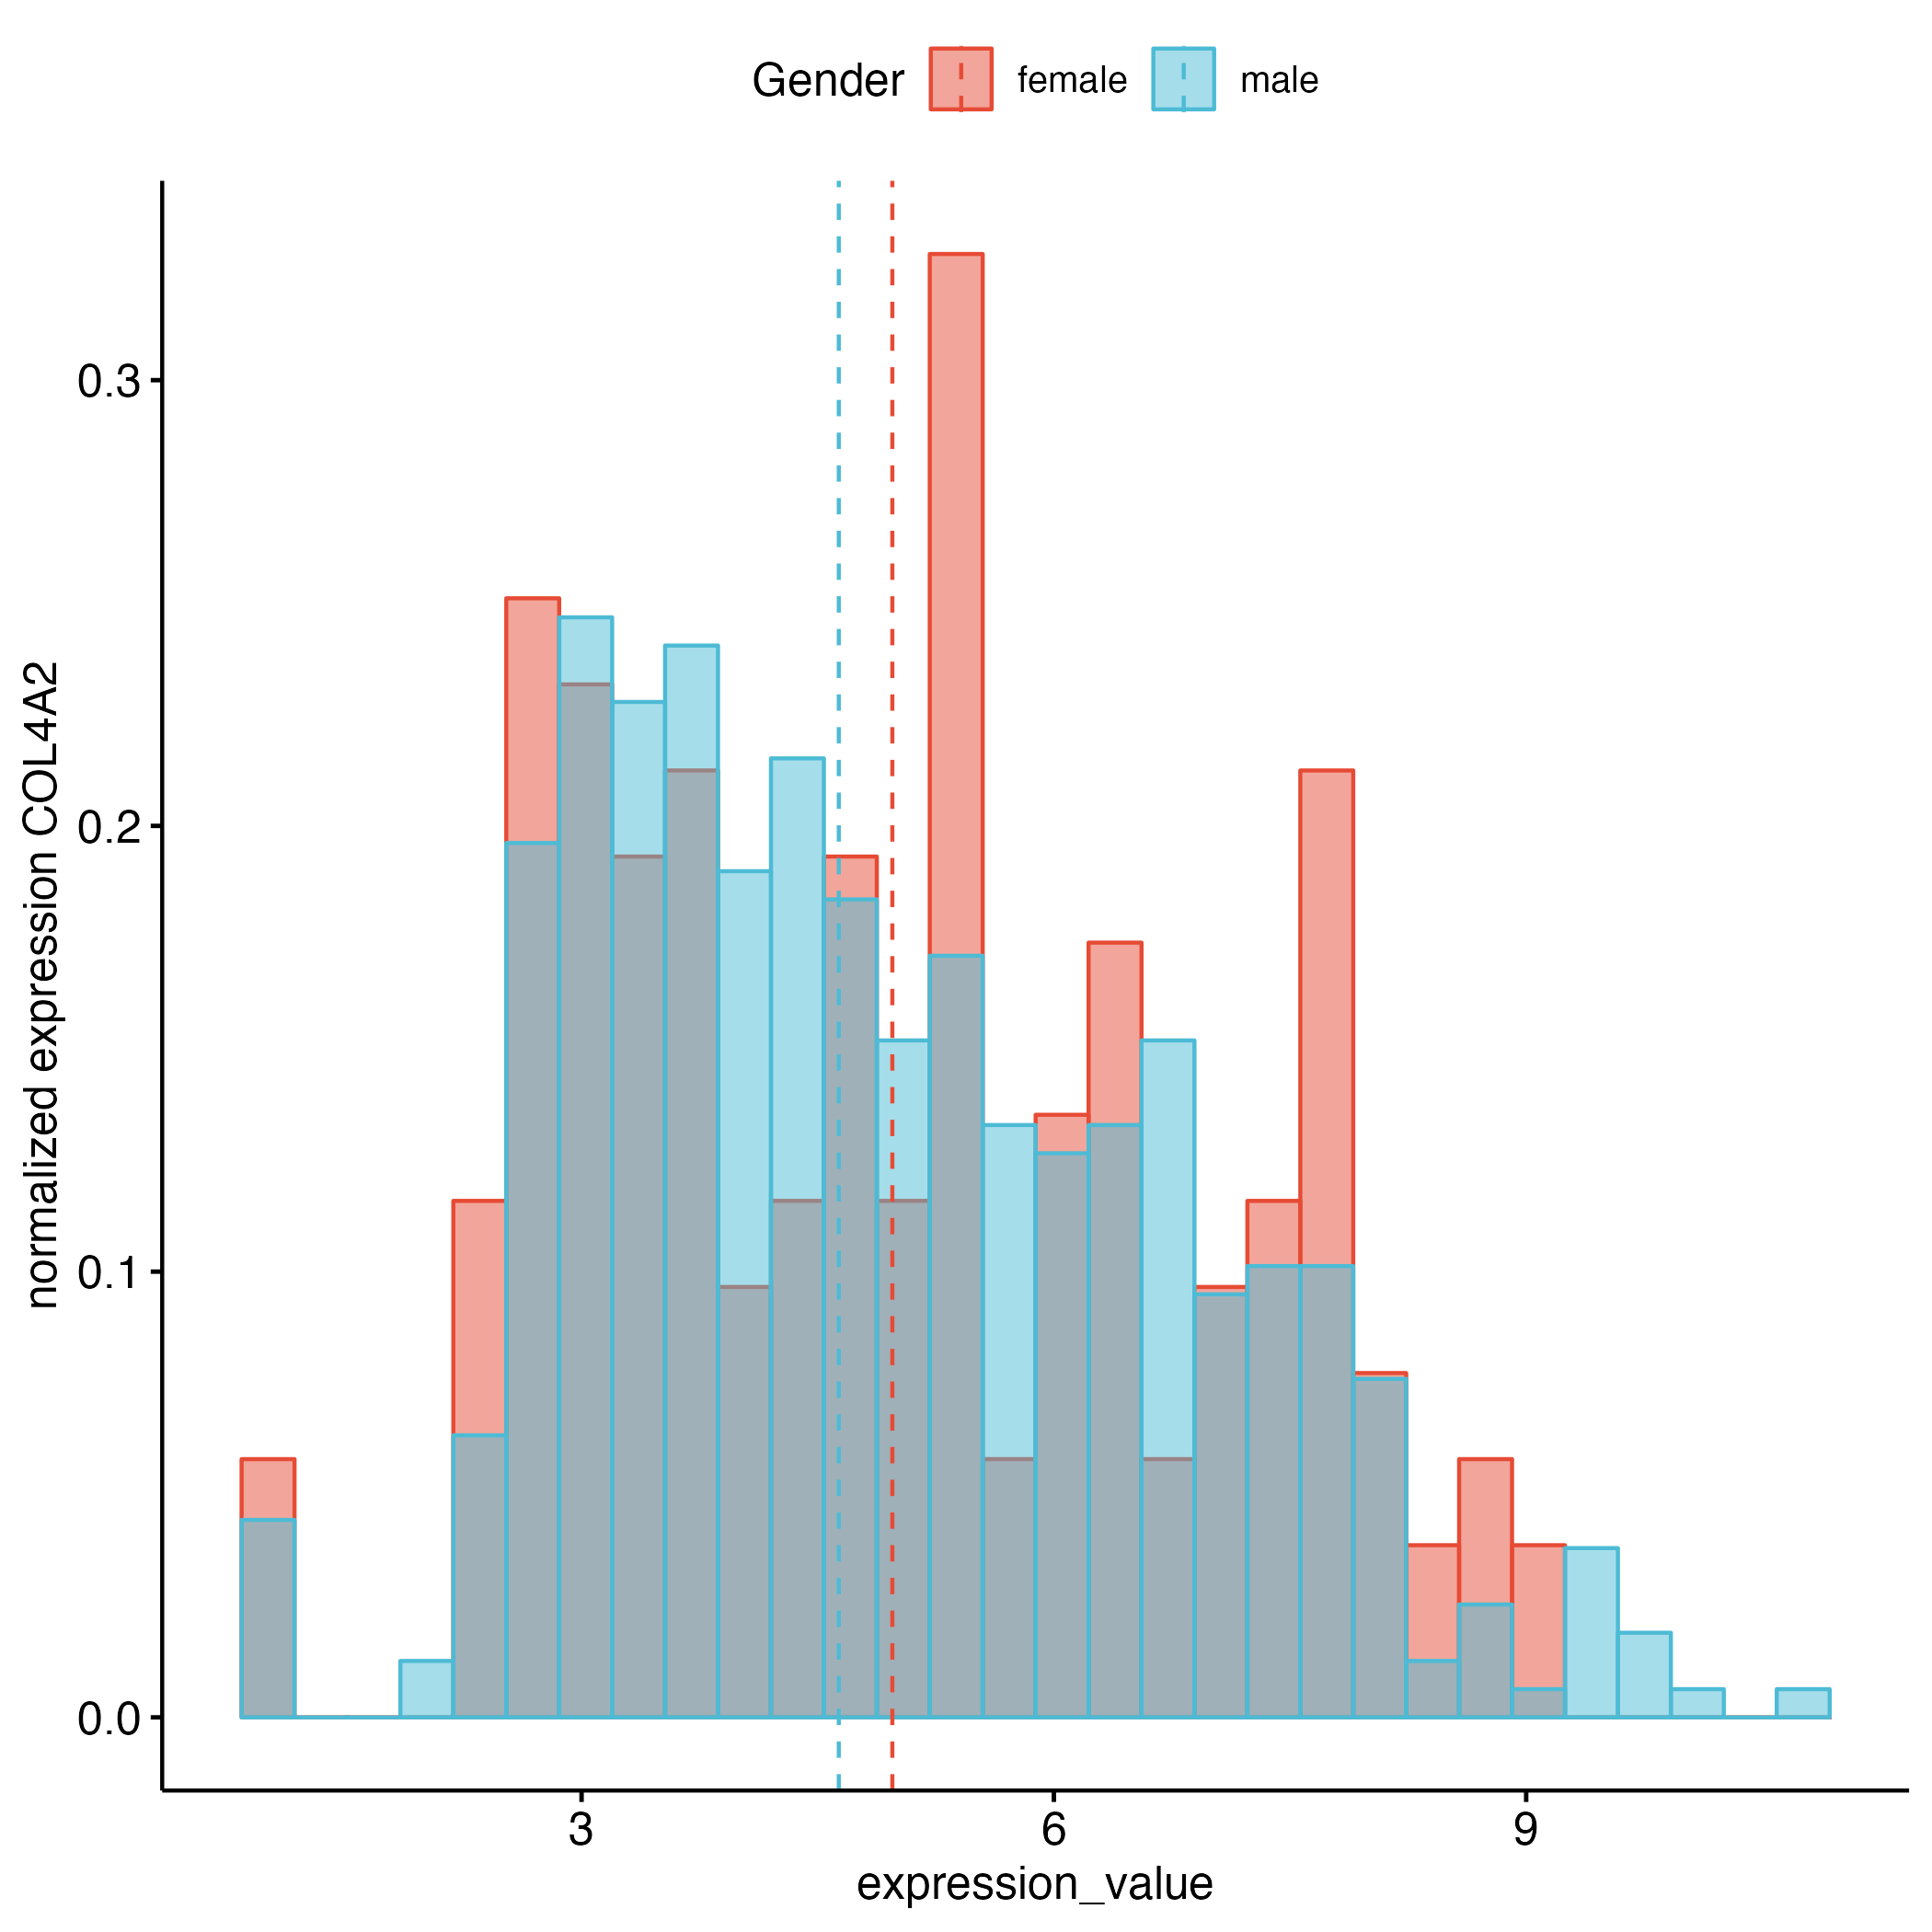 Gender female male
normalized expression COL4A2
0.3
0.2
0.1
0.0
3 6 9
expression_value